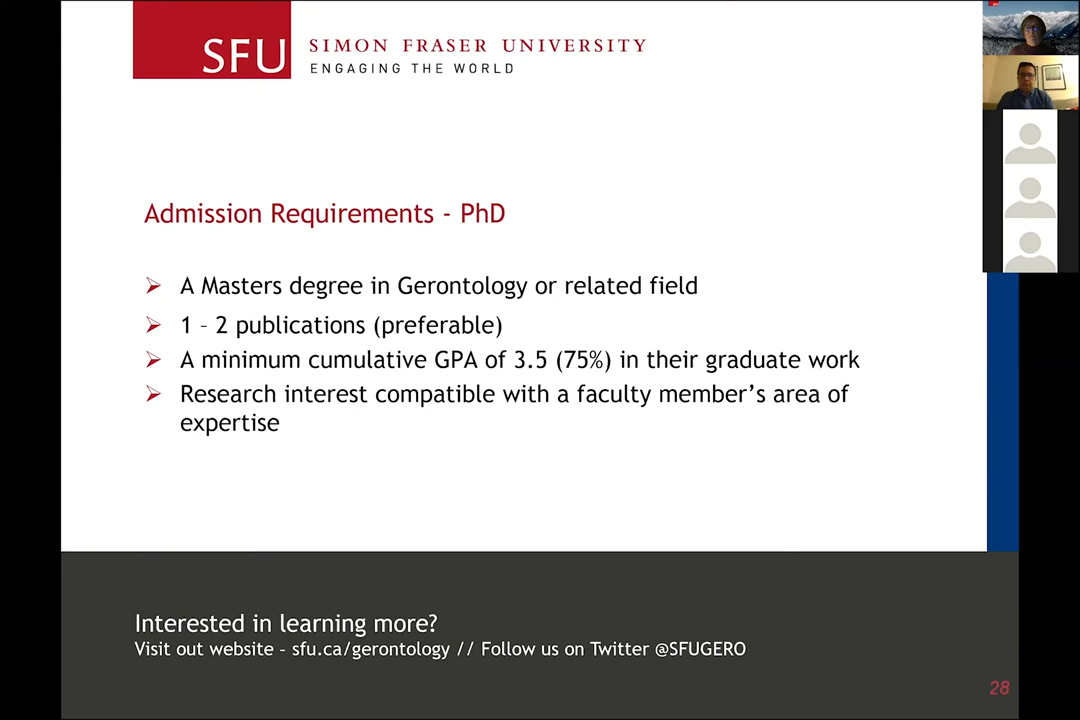 SFU SIMON FRASER UNIVERSITY
ENGAGING THE WORLD
Admission Requirements - PhD
A Masters degree in Gerontology or related field
1 – 2 publications (preferable)
A minimum cumulative GPA of 3.5 (75%) in their graduate work
Research interest compatible with a faculty member’s area of
expertise
Interested in learning more?
Visit out website – sfu.ca/gerontology // Follow us on Twitter @SFUGERO
28